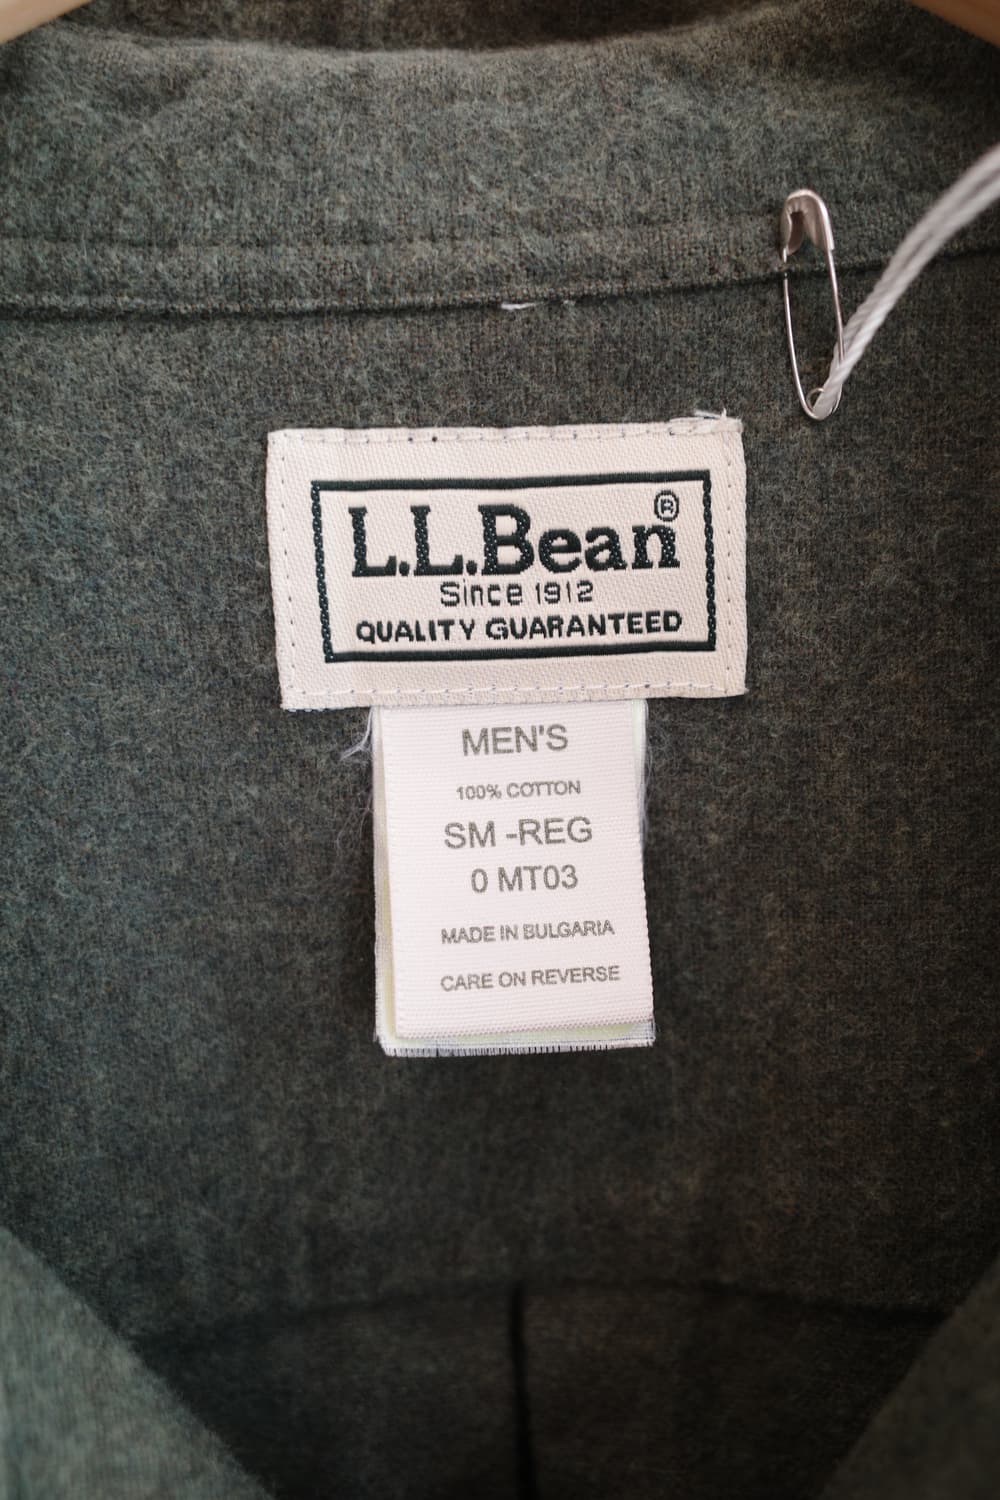 L.L.Bean®
Since 1912
QUALITY GUARANTEED
MEN'S
100% COTTON
SM -REG
0 MT03
MADE IN BULGARIA
CARE ON REVERSE